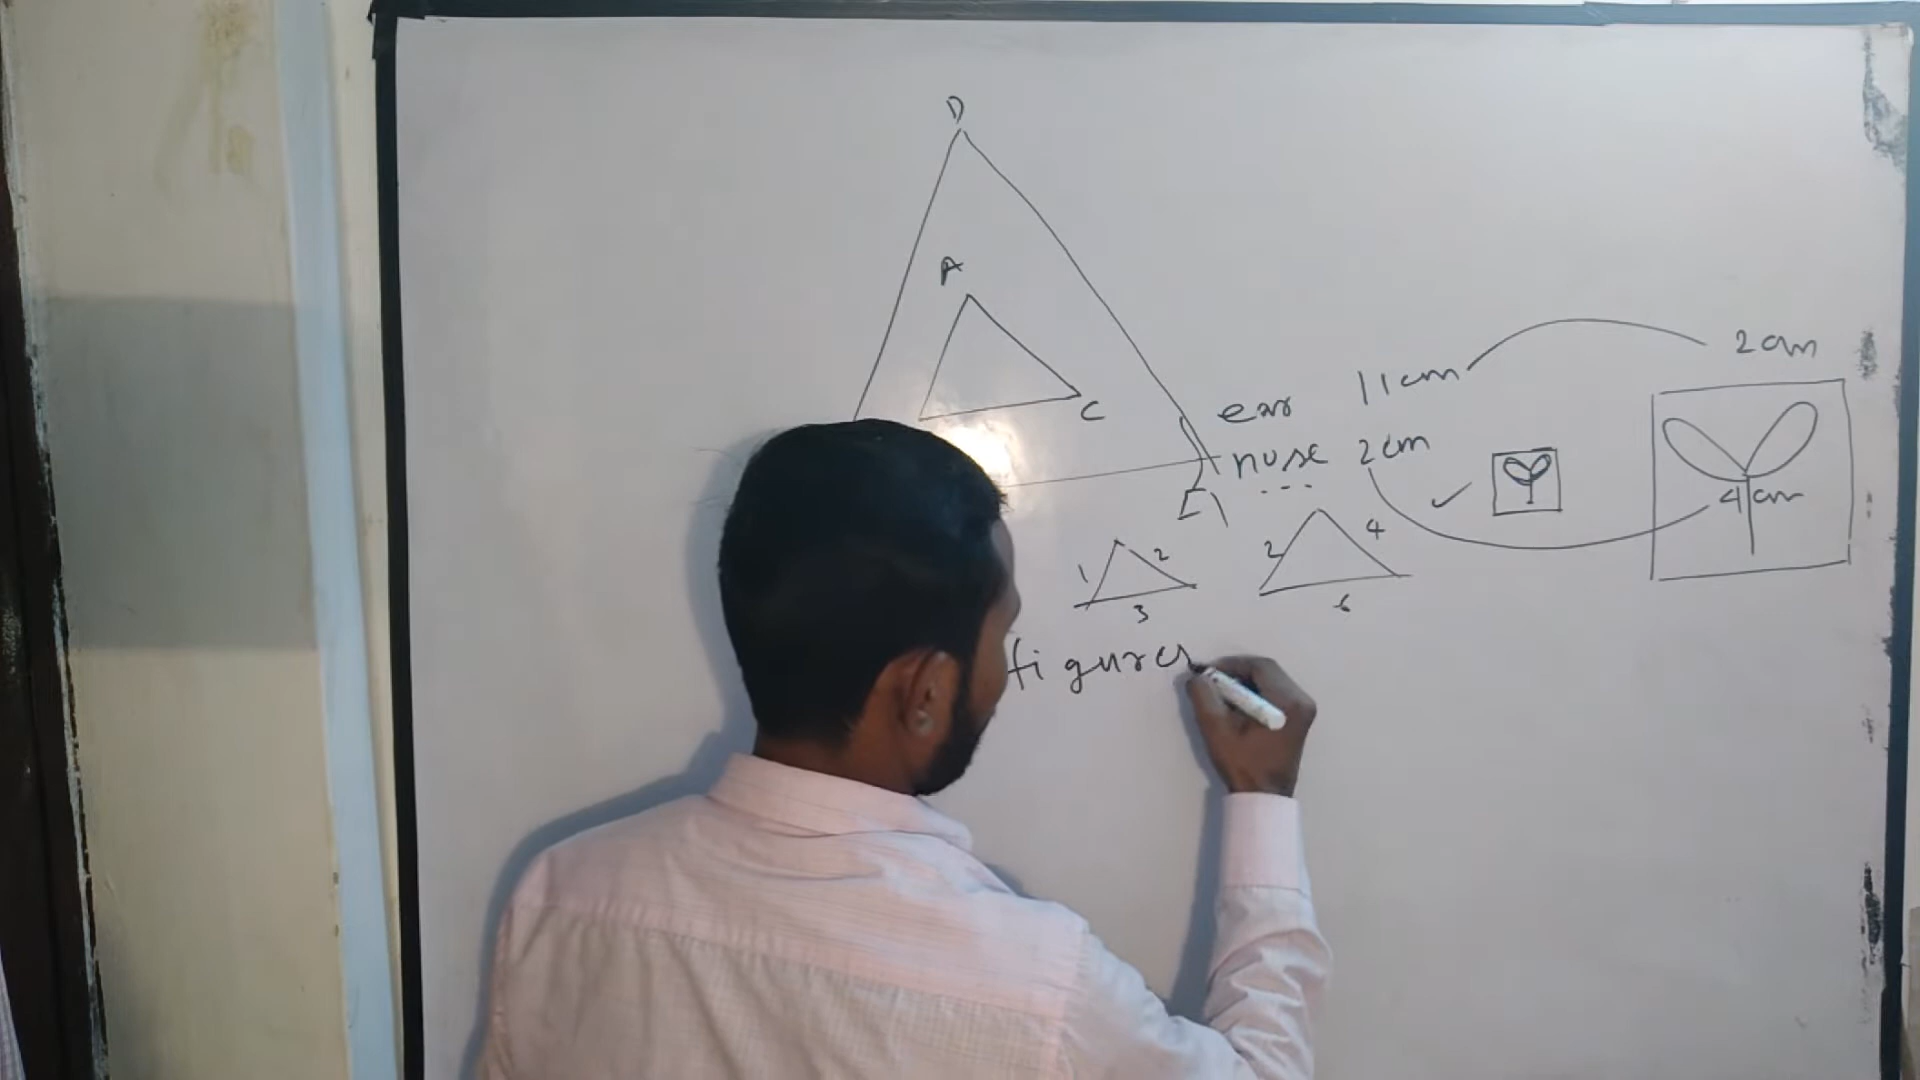 D
A
C
ear 11cm 2cm
nose 2cm
4cm
1 2 3
2 4 6
figures